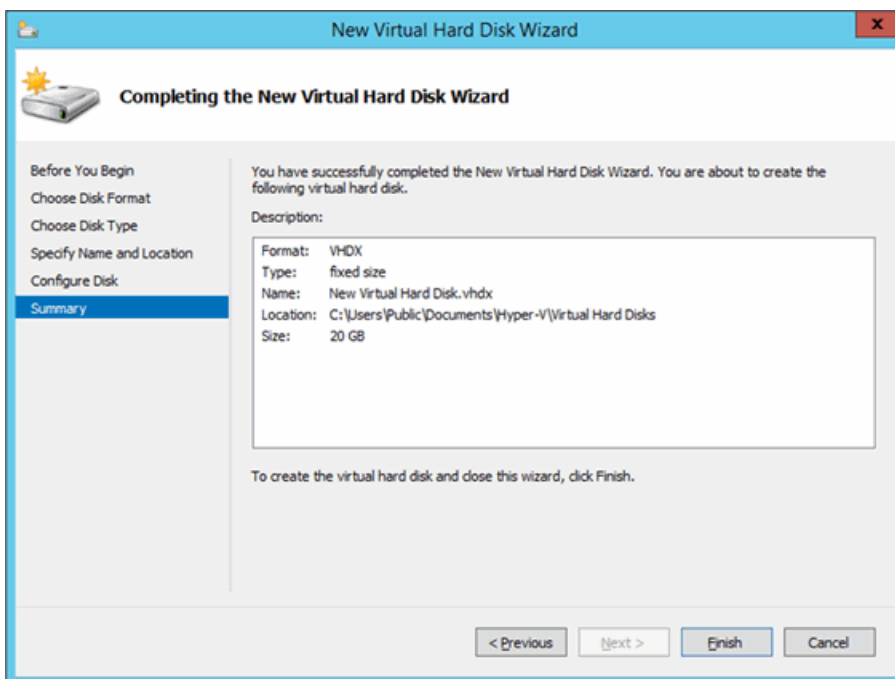 New Virtual Hard Disk Wizard
x
Completing the New Virtual Hard Disk Wizard
Before You Begin
Choose Disk Format
Choose Disk Type
Specify Name and Location
Configure Disk
Summary
You have successfully completed the New Virtual Hard Disk Wizard. You are about to create the
following virtual hard disk.
Description:
Format: VHDX
Type: fixed size
Name: New Virtual Hard Disk.vhdx
Location: C:\Users\Public\Documents\Hyper-V\Virtual Hard Disks
Size: 20 GB
To create the virtual hard disk and close this wizard, click Finish.
< Previous Next > Finish Cancel